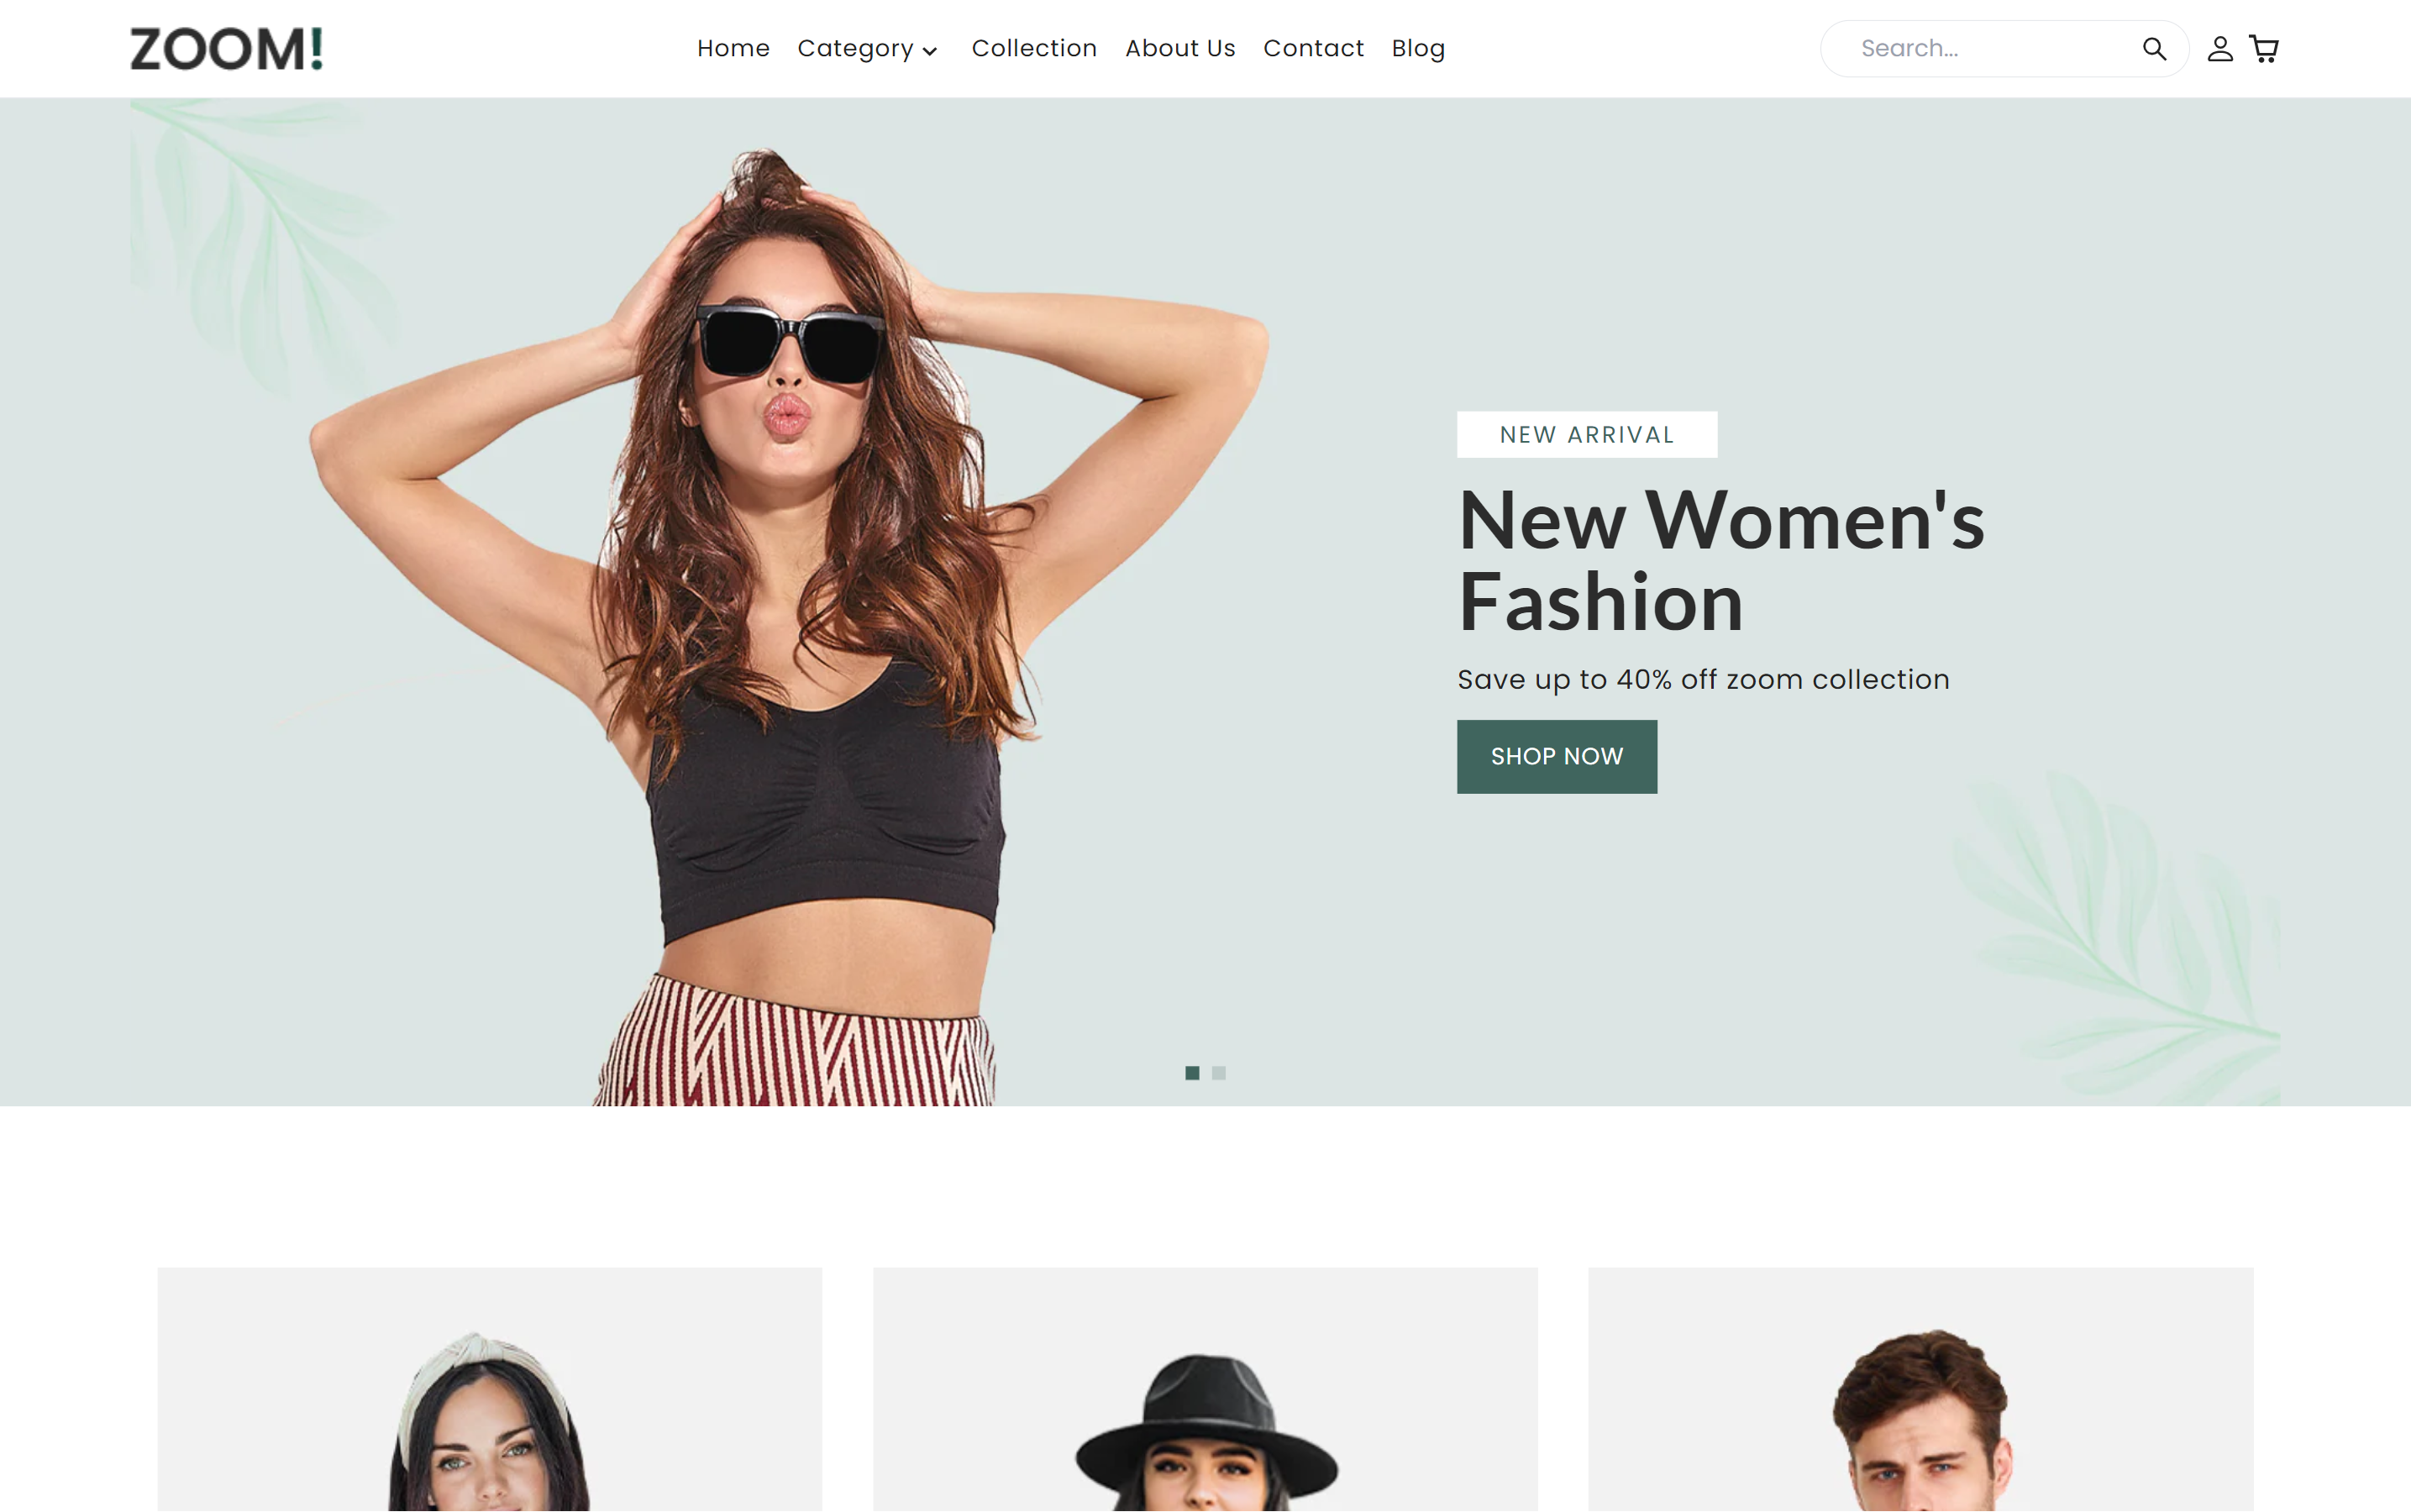 ZOOM!
Home Category Collection About Us Contact Blog
Search...
NEW ARRIVAL
New Women's
Fashion
Save up to 40% off zoom collection
SHOP NOW